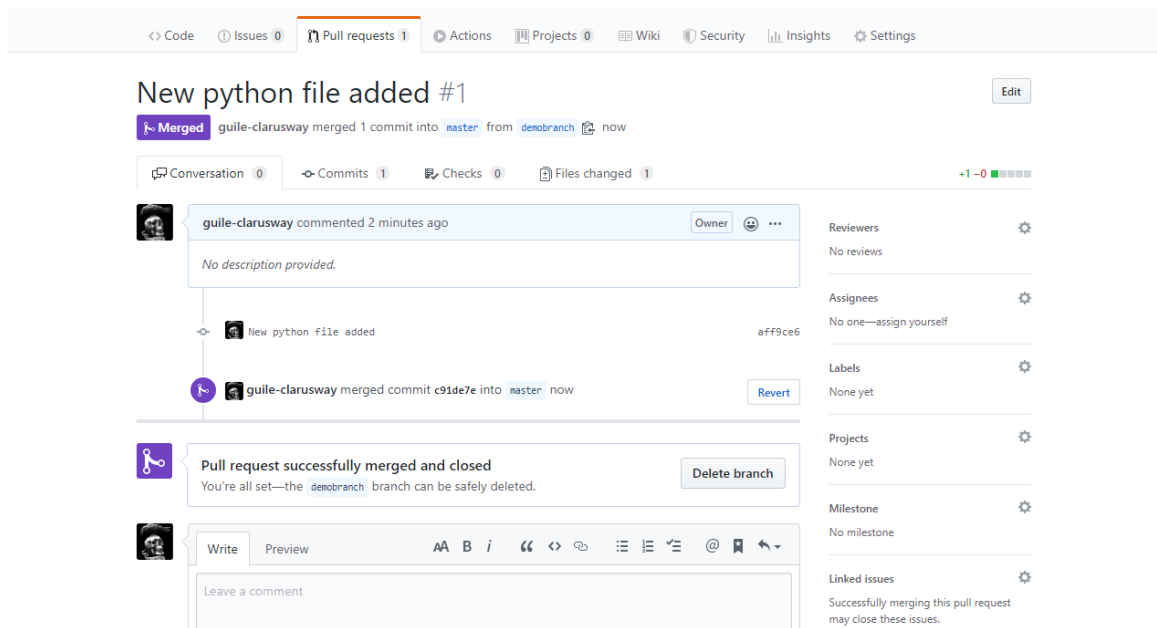 Code Issues 0 Pull requests 1 Actions Projects 0 Wiki Security Insights Settings
New python file added #1 Edit
Merged guile-clarusway merged 1 commit into master from demobranch now
Conversation 0 Commits 1 Checks 0 Files changed 1 +1 −0
guile-clarusway commented 2 minutes ago Owner
No description provided.
New python file added aff9ce6
guile-clarusway merged commit c91de7e into master now Revert
Pull request successfully merged and closed
You're all set—the demobranch branch can be safely deleted.
Delete branch
Write Preview AA B i
Leave a comment
Reviewers
No reviews
Assignees
No one—assign yourself
Labels
None yet
Projects
None yet
Milestone
No milestone
Linked issues
Successfully merging this pull request
may close these issues.